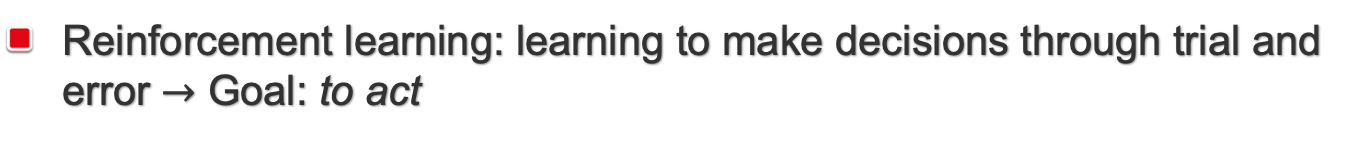 Reinforcement learning: learning to make decisions through trial and
error → Goal: to act